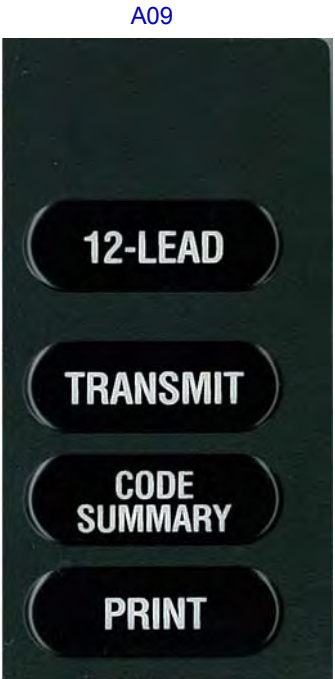 A09
12-LEAD
TRANSMIT
CODE
SUMMARY
PRINT